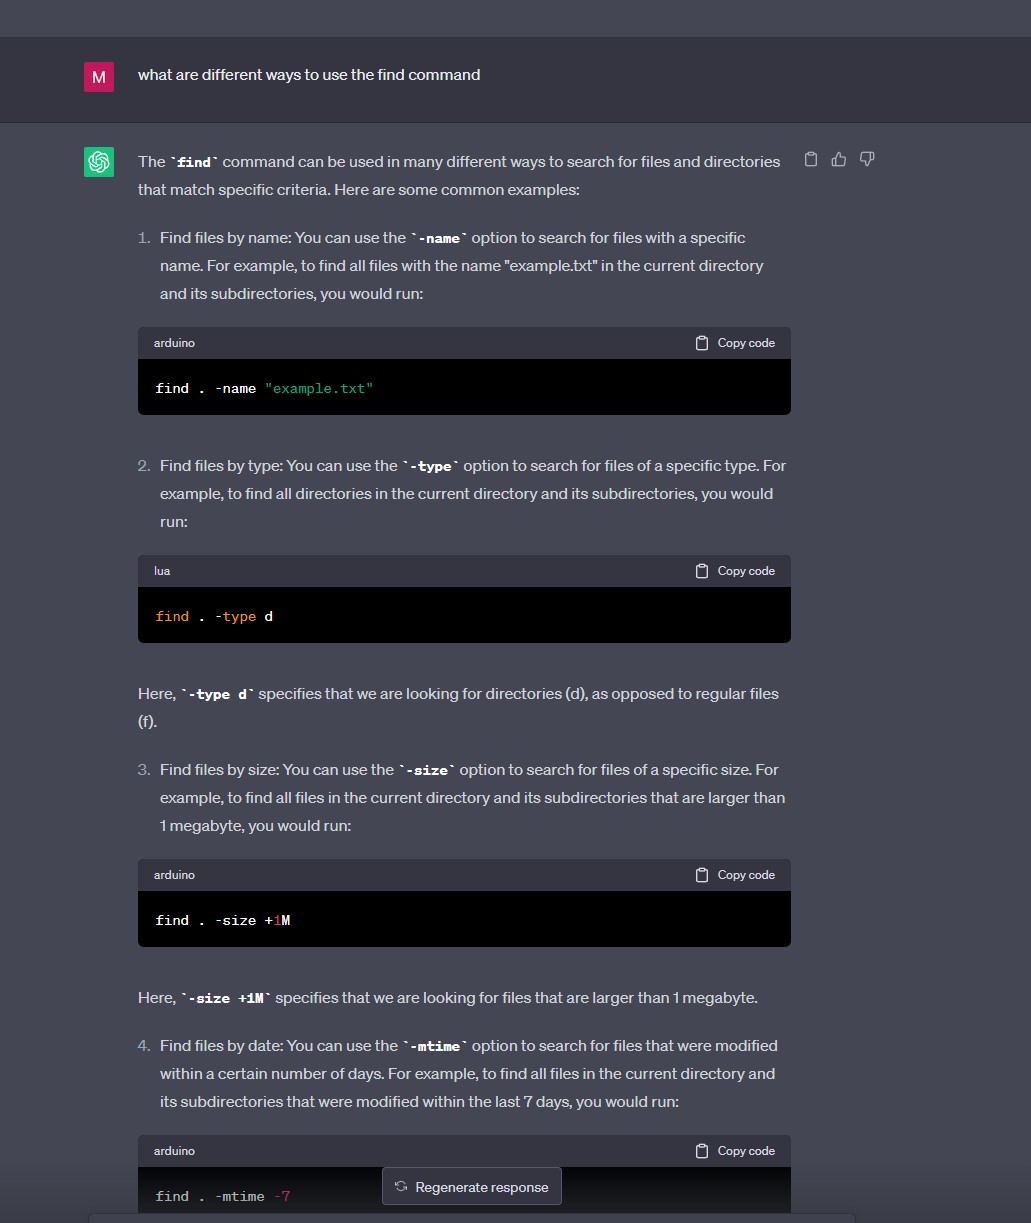 M
what are different ways to use the find command
The `find` command can be used in many different ways to search for files and directories
that match specific criteria. Here are some common examples:
1. Find files by name: You can use the `-name` option to search for files with a specific
name. For example, to find all files with the name "example.txt" in the current directory
and its subdirectories, you would run:
arduino Copy code
find . -name "example.txt"
2. Find files by type: You can use the `-type` option to search for files of a specific type. For
example, to find all directories in the current directory and its subdirectories, you would
run:
lua Copy code
find . -type d
Here, `-type d` specifies that we are looking for directories (d), as opposed to regular files
(f).
3. Find files by size: You can use the `-size` option to search for files of a specific size. For
example, to find all files in the current directory and its subdirectories that are larger than
1 megabyte, you would run:
arduino Copy code
find . -size +1M
Here, `-size +1M` specifies that we are looking for files that are larger than 1 megabyte.
4. Find files by date: You can use the `-mtime` option to search for files that were modified
within a certain number of days. For example, to find all files in the current directory and
its subdirectories that were modified within the last 7 days, you would run:
arduino Copy code
find . -mtime -7
Regenerate response